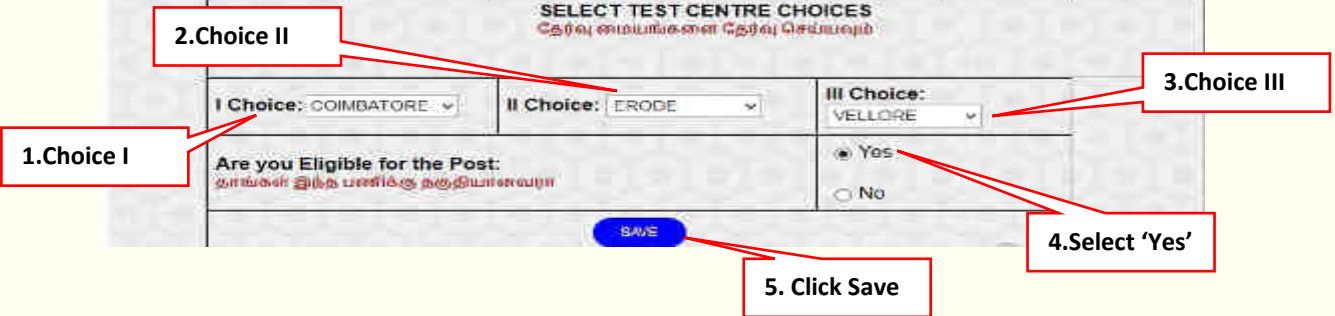 SELECT TEST CENTRE CHOICES
தேர்வு மையங்களை தேர்வு செய்யவும்
2.Choice II
3.Choice III
I Choice: COIMBATORE
II Choice: ERODE
III Choice:
VELLORE
1.Choice I
Are you Eligible for the Post:
தாங்கள் இந்த பணிக்கு தகுதியானவரா
Yes
No
SAVE
4.Select ‘Yes’
5. Click Save